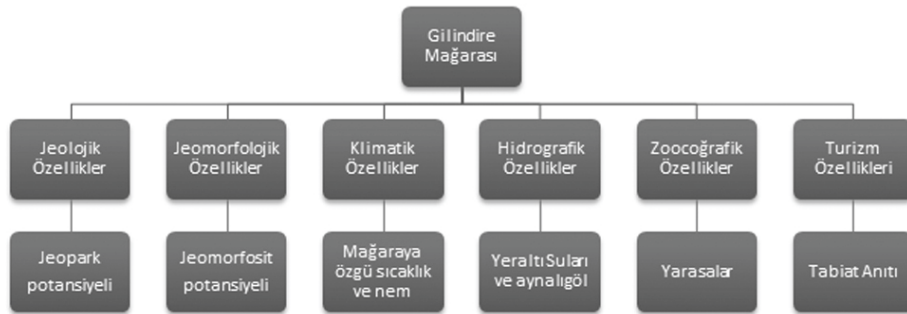 Gilindire
Mağarası
Jeolojik
Özellikler
Jeomorfolojik
Özellikler
Klimatik
Özellikler
Hidrografik
Özellikler
Zoocoğrafik
Özellikler
Turizm
Özellikleri
Jeopark
potansiyeli
Jeomorfosit
potansiyeli
Mağaraya
özgü sıcaklık
ve nem
Yeraltı Suları
ve aynalıgöl
Yarasalar
Tabiat Anıtı